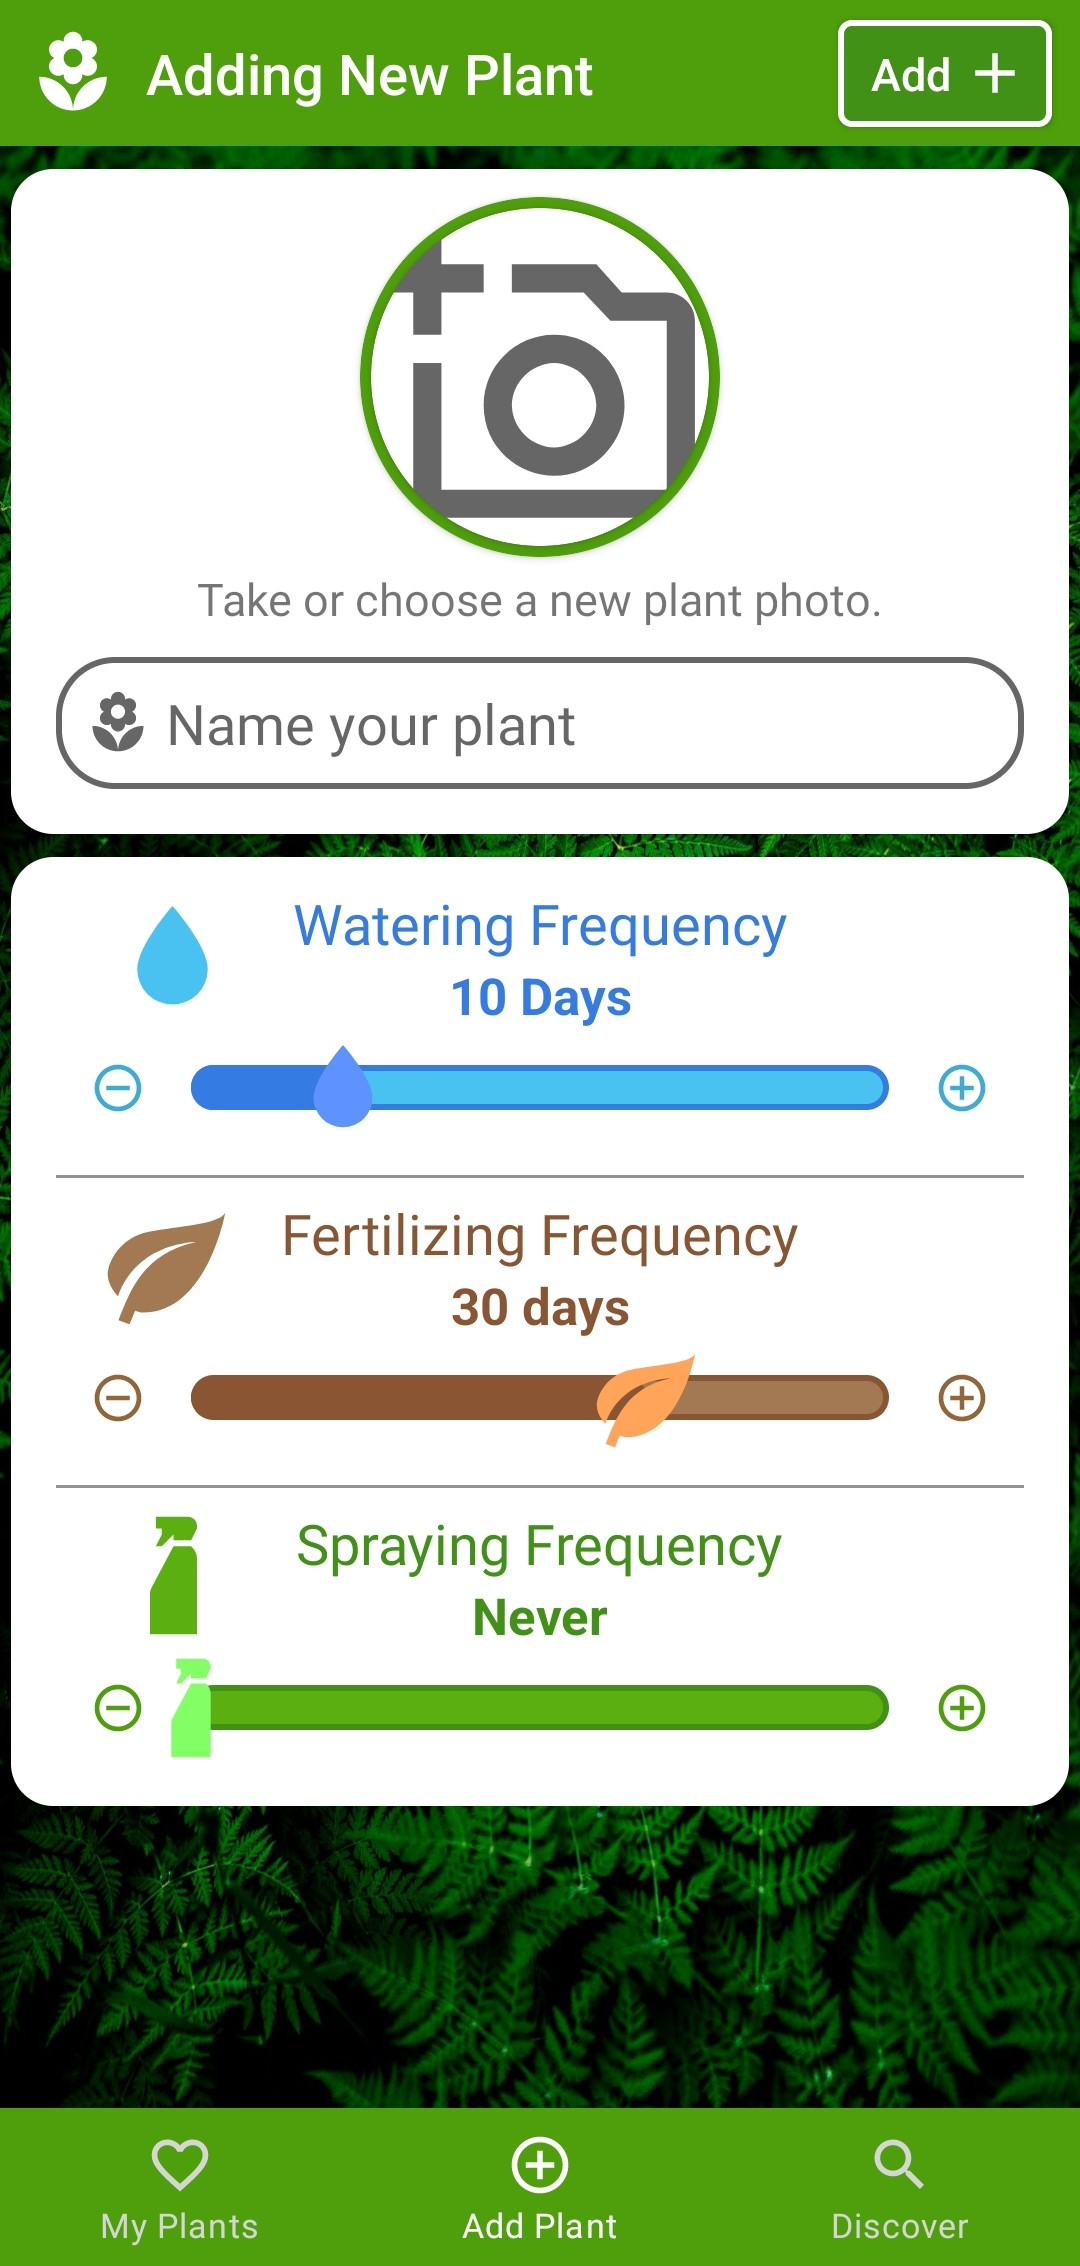 Adding New Plant
Add
Take or choose a new plant photo.
Name your plant
Watering Frequency
10 Days
Fertilizing Frequency
30 days
Spraying Frequency
Never
My Plants
Add Plant
Discover